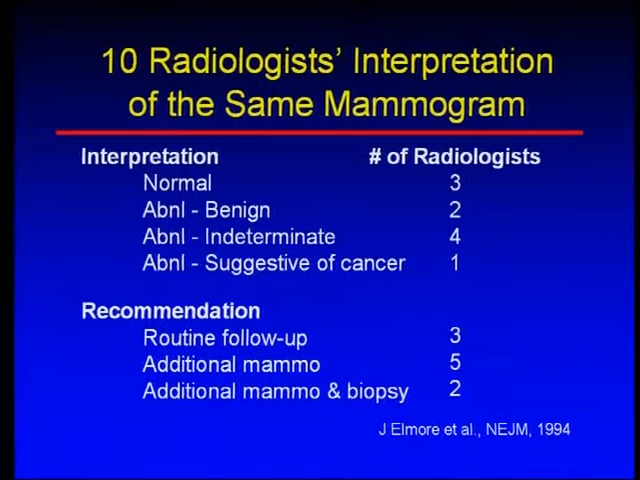 10 Radiologists' Interpretation
of the Same Mammogram
Interpretation # of Radiologists
Normal 3
Abnl - Benign 2
Abnl - Indeterminate 4
Abnl - Suggestive of cancer 1
Recommendation
Routine follow-up 3
Additional mammo 5
Additional mammo & biopsy 2
J Elmore et al., NEJM, 1994